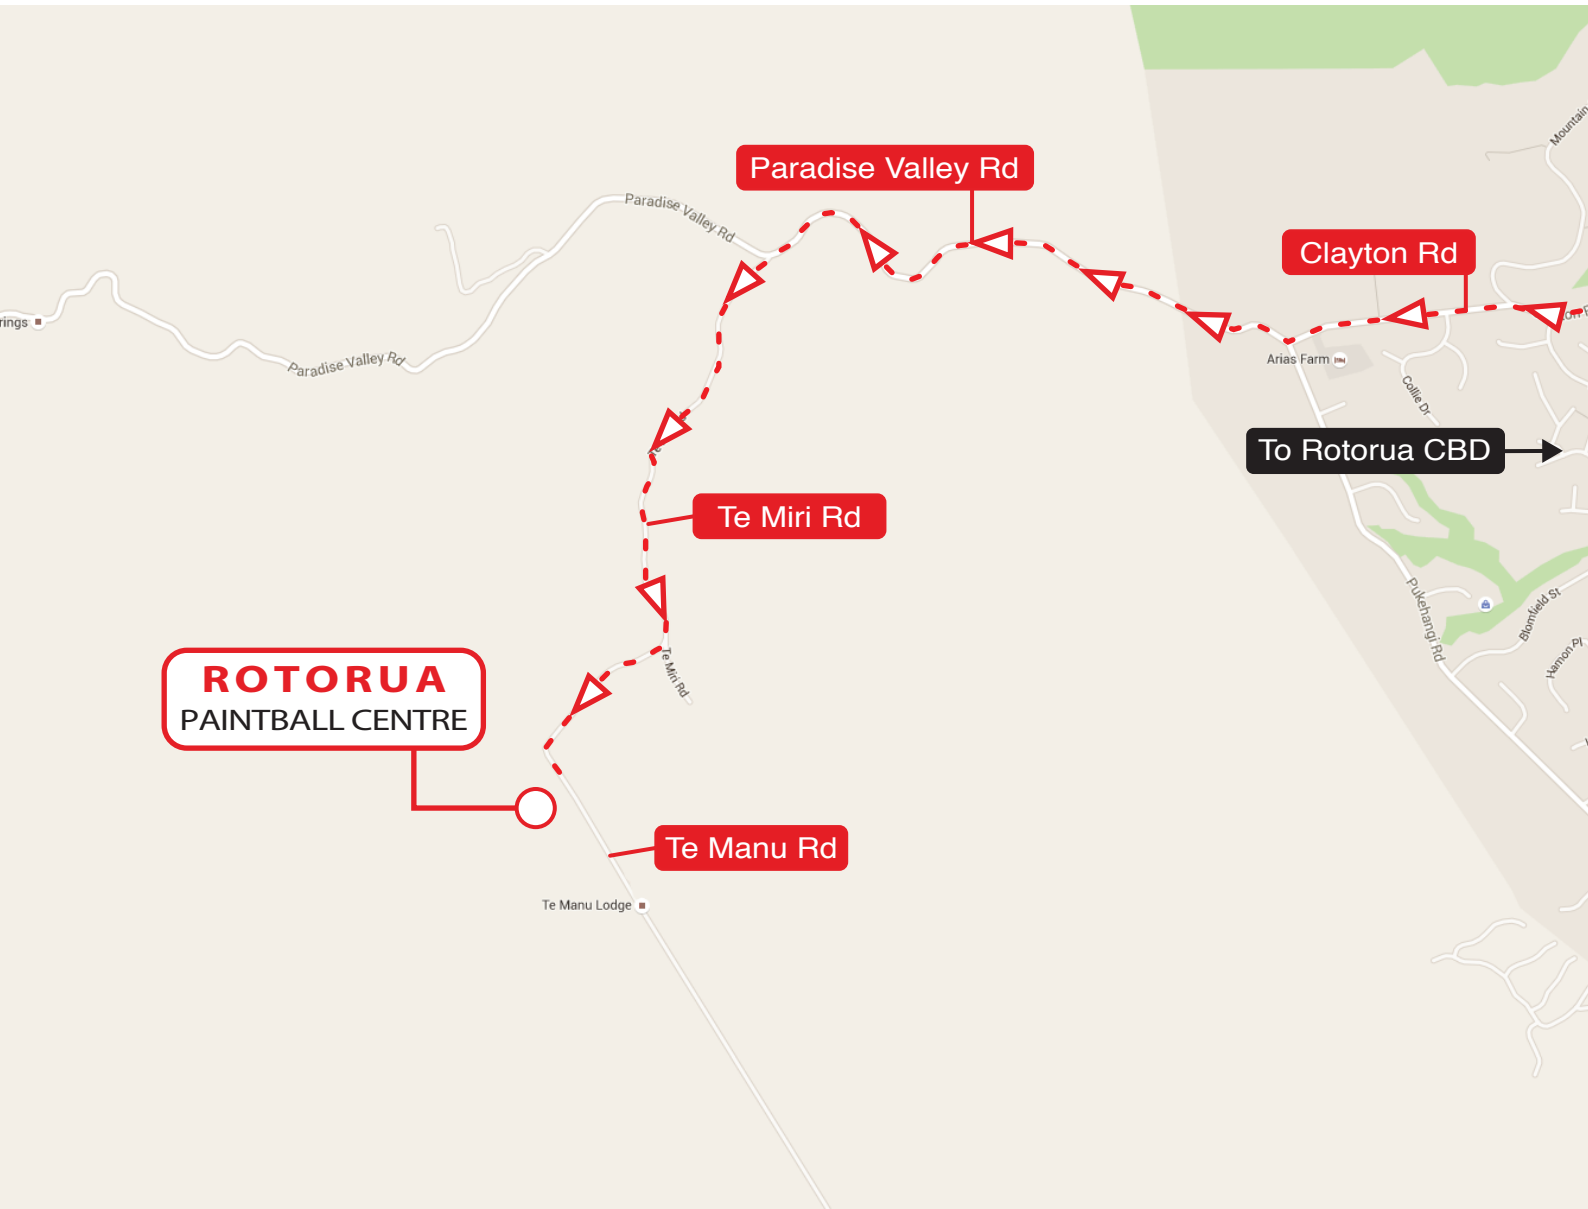 Mountain
Paradise Valley Rd
Paradise Valley Rd
Clayton Rd
rings
Paradise Valley Rd
Arias Farm
Collie Dr
To Rotorua CBD
Te Miri Rd
Pukehangi Rd
Blomfield St
Hamon Pl
Te Miri Rd
ROTORUA
PAINTBALL CENTRE
Te Manu Rd
Te Manu Lodge